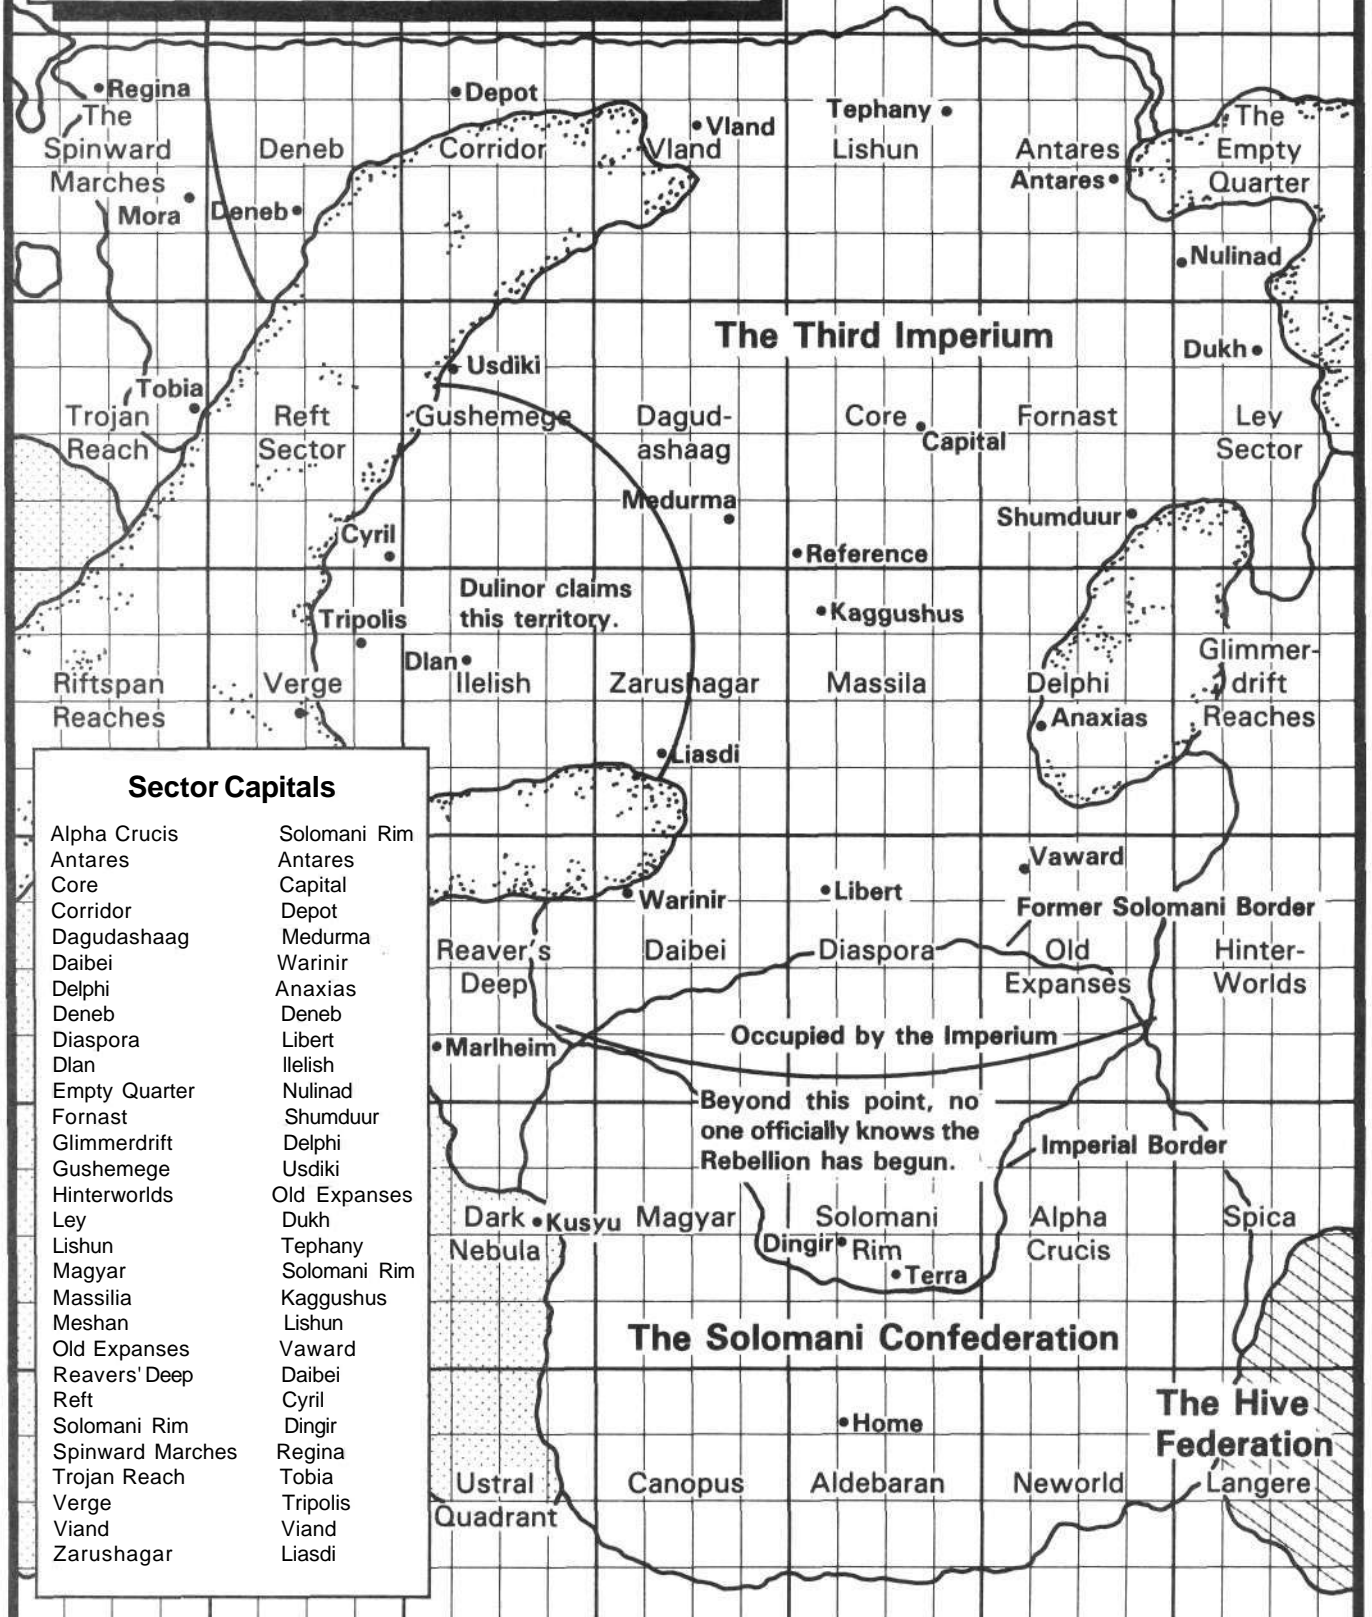 Regina
Depot
Tephany
The
The
Vland
Spinward
Deneb
Corridor
Vland
Lishun
Antares
Empty
Marches
Antares
Quarter
Mora
Deneb
Nulinad
The Third Imperium
Dukh
Usdiki
Tobia
Trojan
Reach
Reft
Sector
Gushemege
Dagud-
ashaag
Core
Capital
Fornast
Ley
Sector
Medurma
Shumduur
Cyril
Reference
Dulinor claims
this territory.
Kaggushus
Tripolis
Dlan
Glimmer-
drift
Reaches
Riftspan
Reaches
Verge
Ilelish
Zarushagar
Massila
Delphi
Anaxias
Liasdi
Sector Capitals
Alpha Crucis Solomani Rim
Antares Antares
Core Capital
Corridor Depot
Dagudashaag Medurma
Daibei Warinir
Delphi Anaxias
Deneb Deneb
Diaspora Libert
Dlan Ilelish
Empty Quarter Nulinad
Fornast Shumduur
Glimmerdrift Delphi
Gushemege Usdiki
Hinterworlds Old Expanses
Ley Dukh
Lishun Tephany
Magyar Solomani Rim
Massilia Kaggushus
Meshan Lishun
Old Expanses Vaward
Reavers' Deep Daibei
Reft Cyril
Solomani Rim Dingir
Spinward Marches Regina
Trojan Reach Tobia
Verge Tripolis
Viand Viand
Zarushagar Liasdi
Vaward
Warinir
Libert
Former Solomani Border
Reaver's
Deep
Daibei
Diaspora
Old
Expanses
Hinter-
Worlds
Occupied by the Imperium
Marlheim
Beyond this point, no
one officially knows the
Rebellion has begun.
Imperial Border
Dark
Nebula
Kusyu
Magyar
Solomani
Rim
Dingir
Terra
Alpha
Crucis
Spica
The Solomani Confederation
The Hive
Federation
Home
Ustral
Quadrant
Canopus
Aldebaran
Neworld
Langere